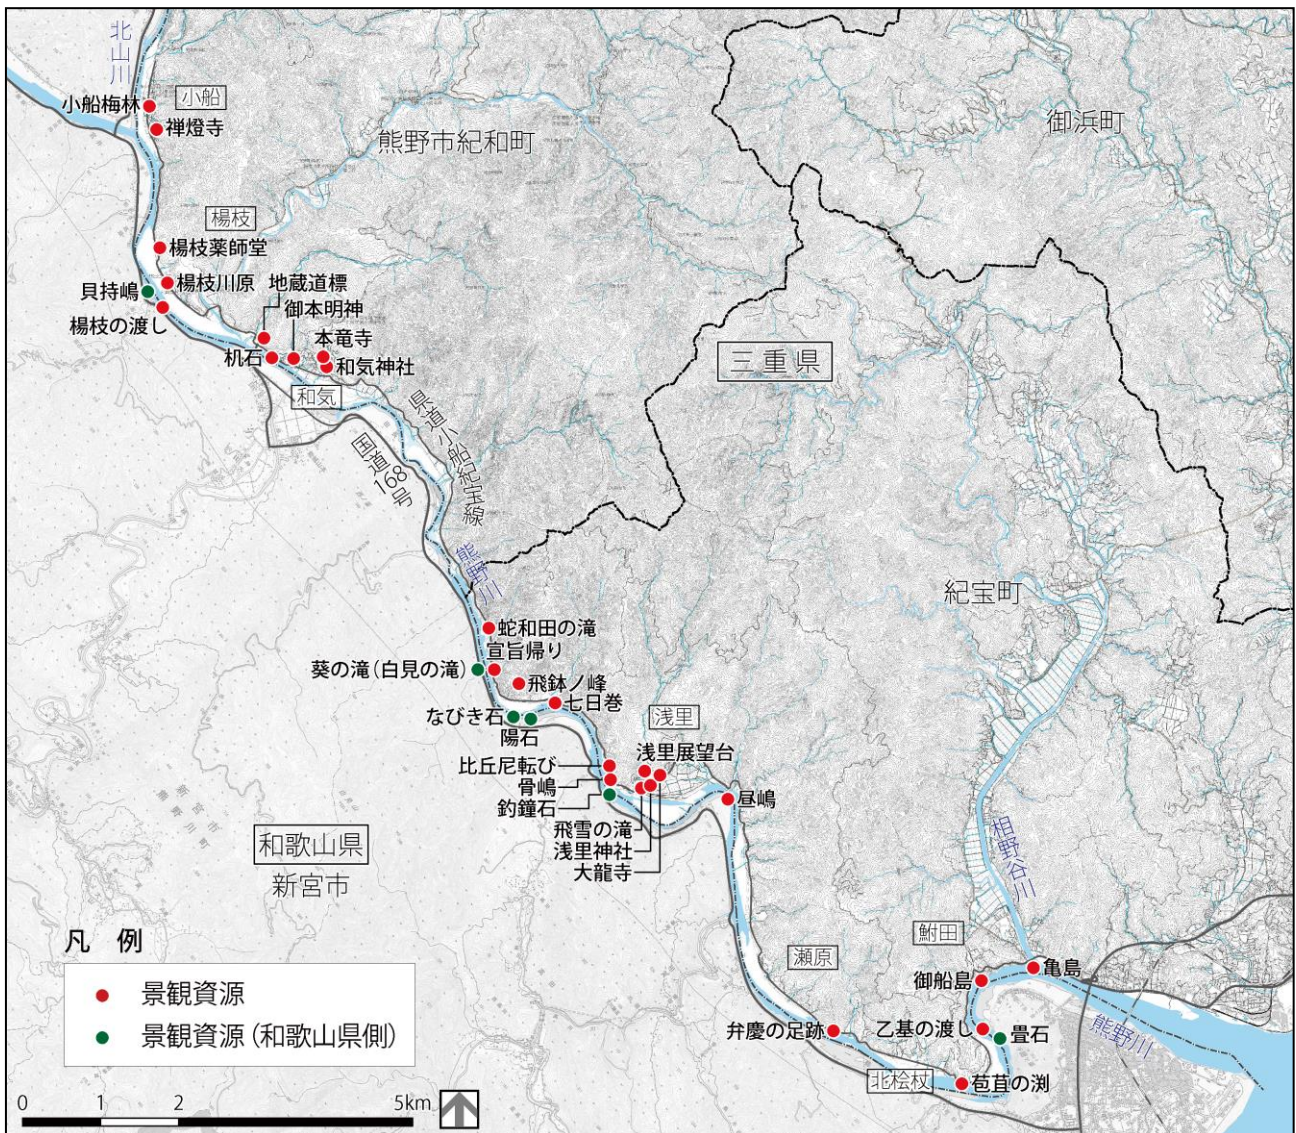 北山川
小船梅林
小船
禅燈寺
熊野市紀和町
御浜町
楊枝
楊枝薬師堂
楊枝川原
地蔵道標
貝持嶋
御本明神
楊枝の渡し
本竜寺
机石
和気神社
三重県
和気
県道小船紀宝線
国道168号
熊野川
紀宝町
蛇和田の滝
宣旨帰り
葵の滝(白見の滝)
飛鉢ノ峰
七日巻
なびき石
浅里
陽石
浅里展望台
比丘尼転び
骨嶋
釣鐘石
昼嶋
飛雪の滝
浅里神社
大龍寺
相野谷川
和歌山県
新宮市
鮒田
瀬原
亀島
御船島
凡 例
景観資源
景観資源(和歌山県側)
弁慶の足跡
乙基の渡し
畳石
熊野川
北桧杖
苞苴の渕
0 1 2 5km